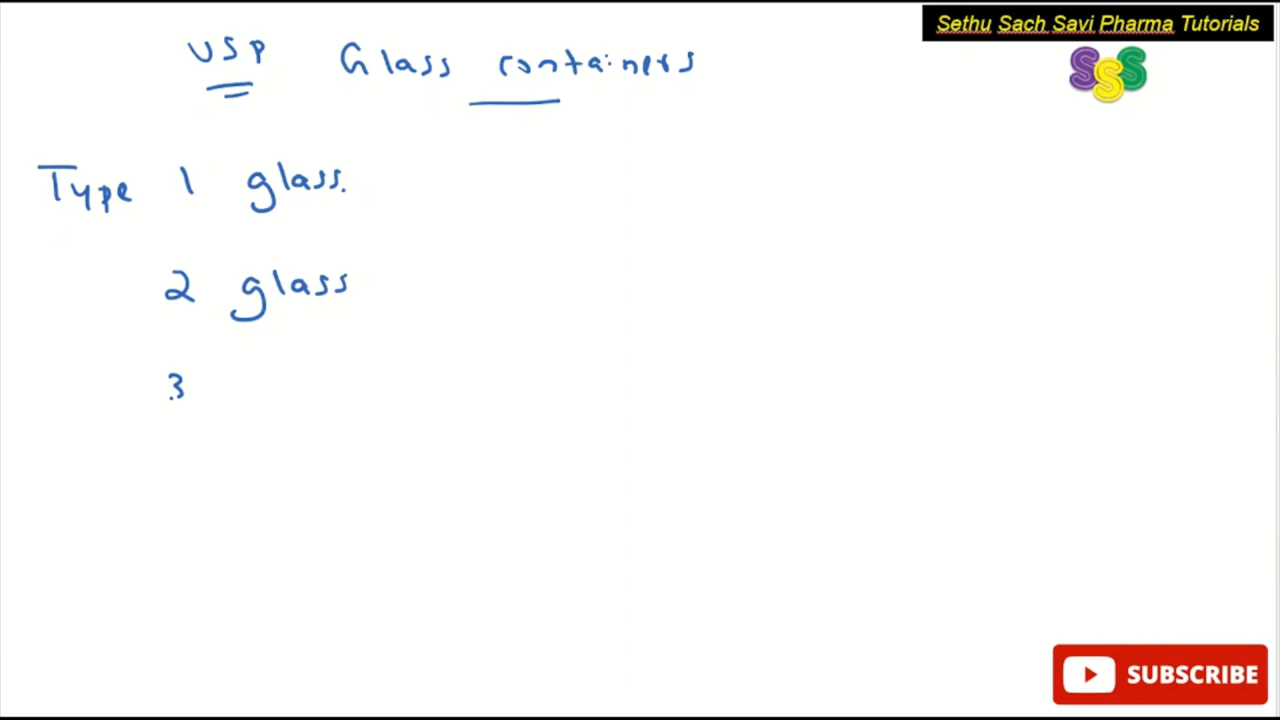 Sethu Sach Savi Pharma Tutorials
SSS
USP Glass containers
Type 1 glass.
2 glass
3
SUBSCRIBE